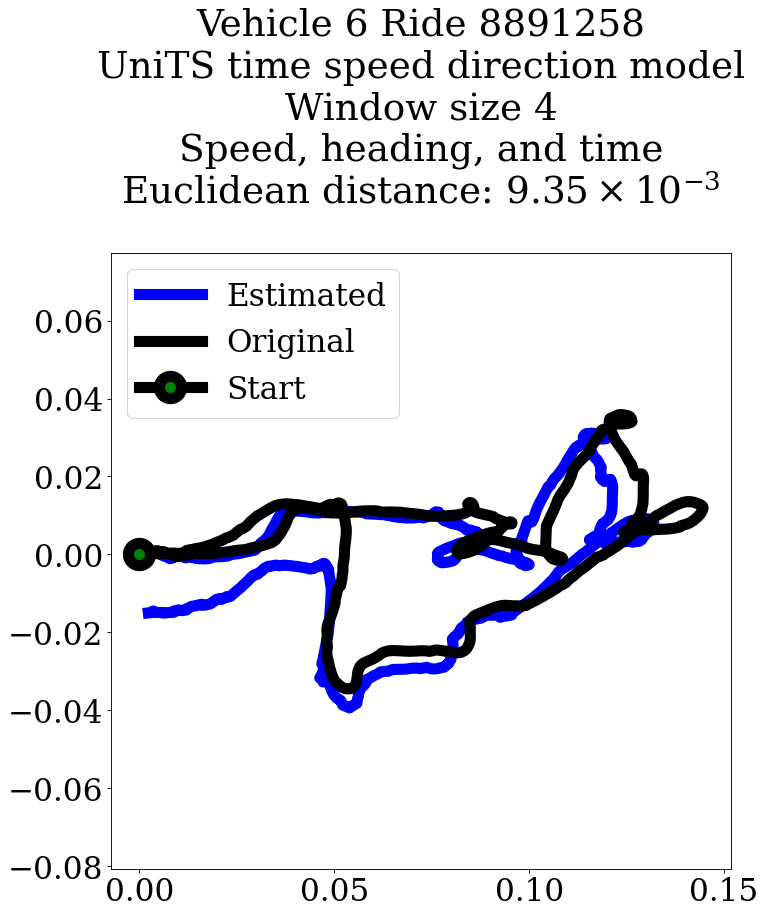 Vehicle 6 Ride 8891258
UniTS time speed direction model
Window size 4
Speed, heading, and time
Euclidean distance: 9.35 × 10⁻³
Estimated
Original
Start
0.06
0.04
0.02
0.00
−0.02
−0.04
−0.06
−0.08
0.00 0.05 0.10 0.15